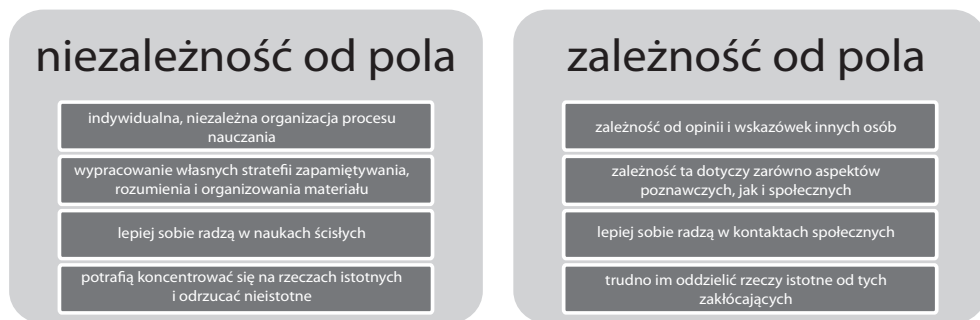 niezależność od pola
indywidualna, niezależna organizacja procesu
nauczania
wypracowanie własnych stratefii zapamiętywania,
rozumienia i organizowania materiału
lepiej sobie radzą w naukach ścisłych
potrafią koncentrować się na rzeczach istotnych
i odrzucać nieistotne
zależność od pola
zależność od opinii i wskazówek innych osób
zależność ta dotyczy zarówno aspektów
poznawczych, jak i społecznych
lepiej sobie radzą w kontaktach społecznych
trudno im oddzielić rzeczy istotne od tych
zakłócających